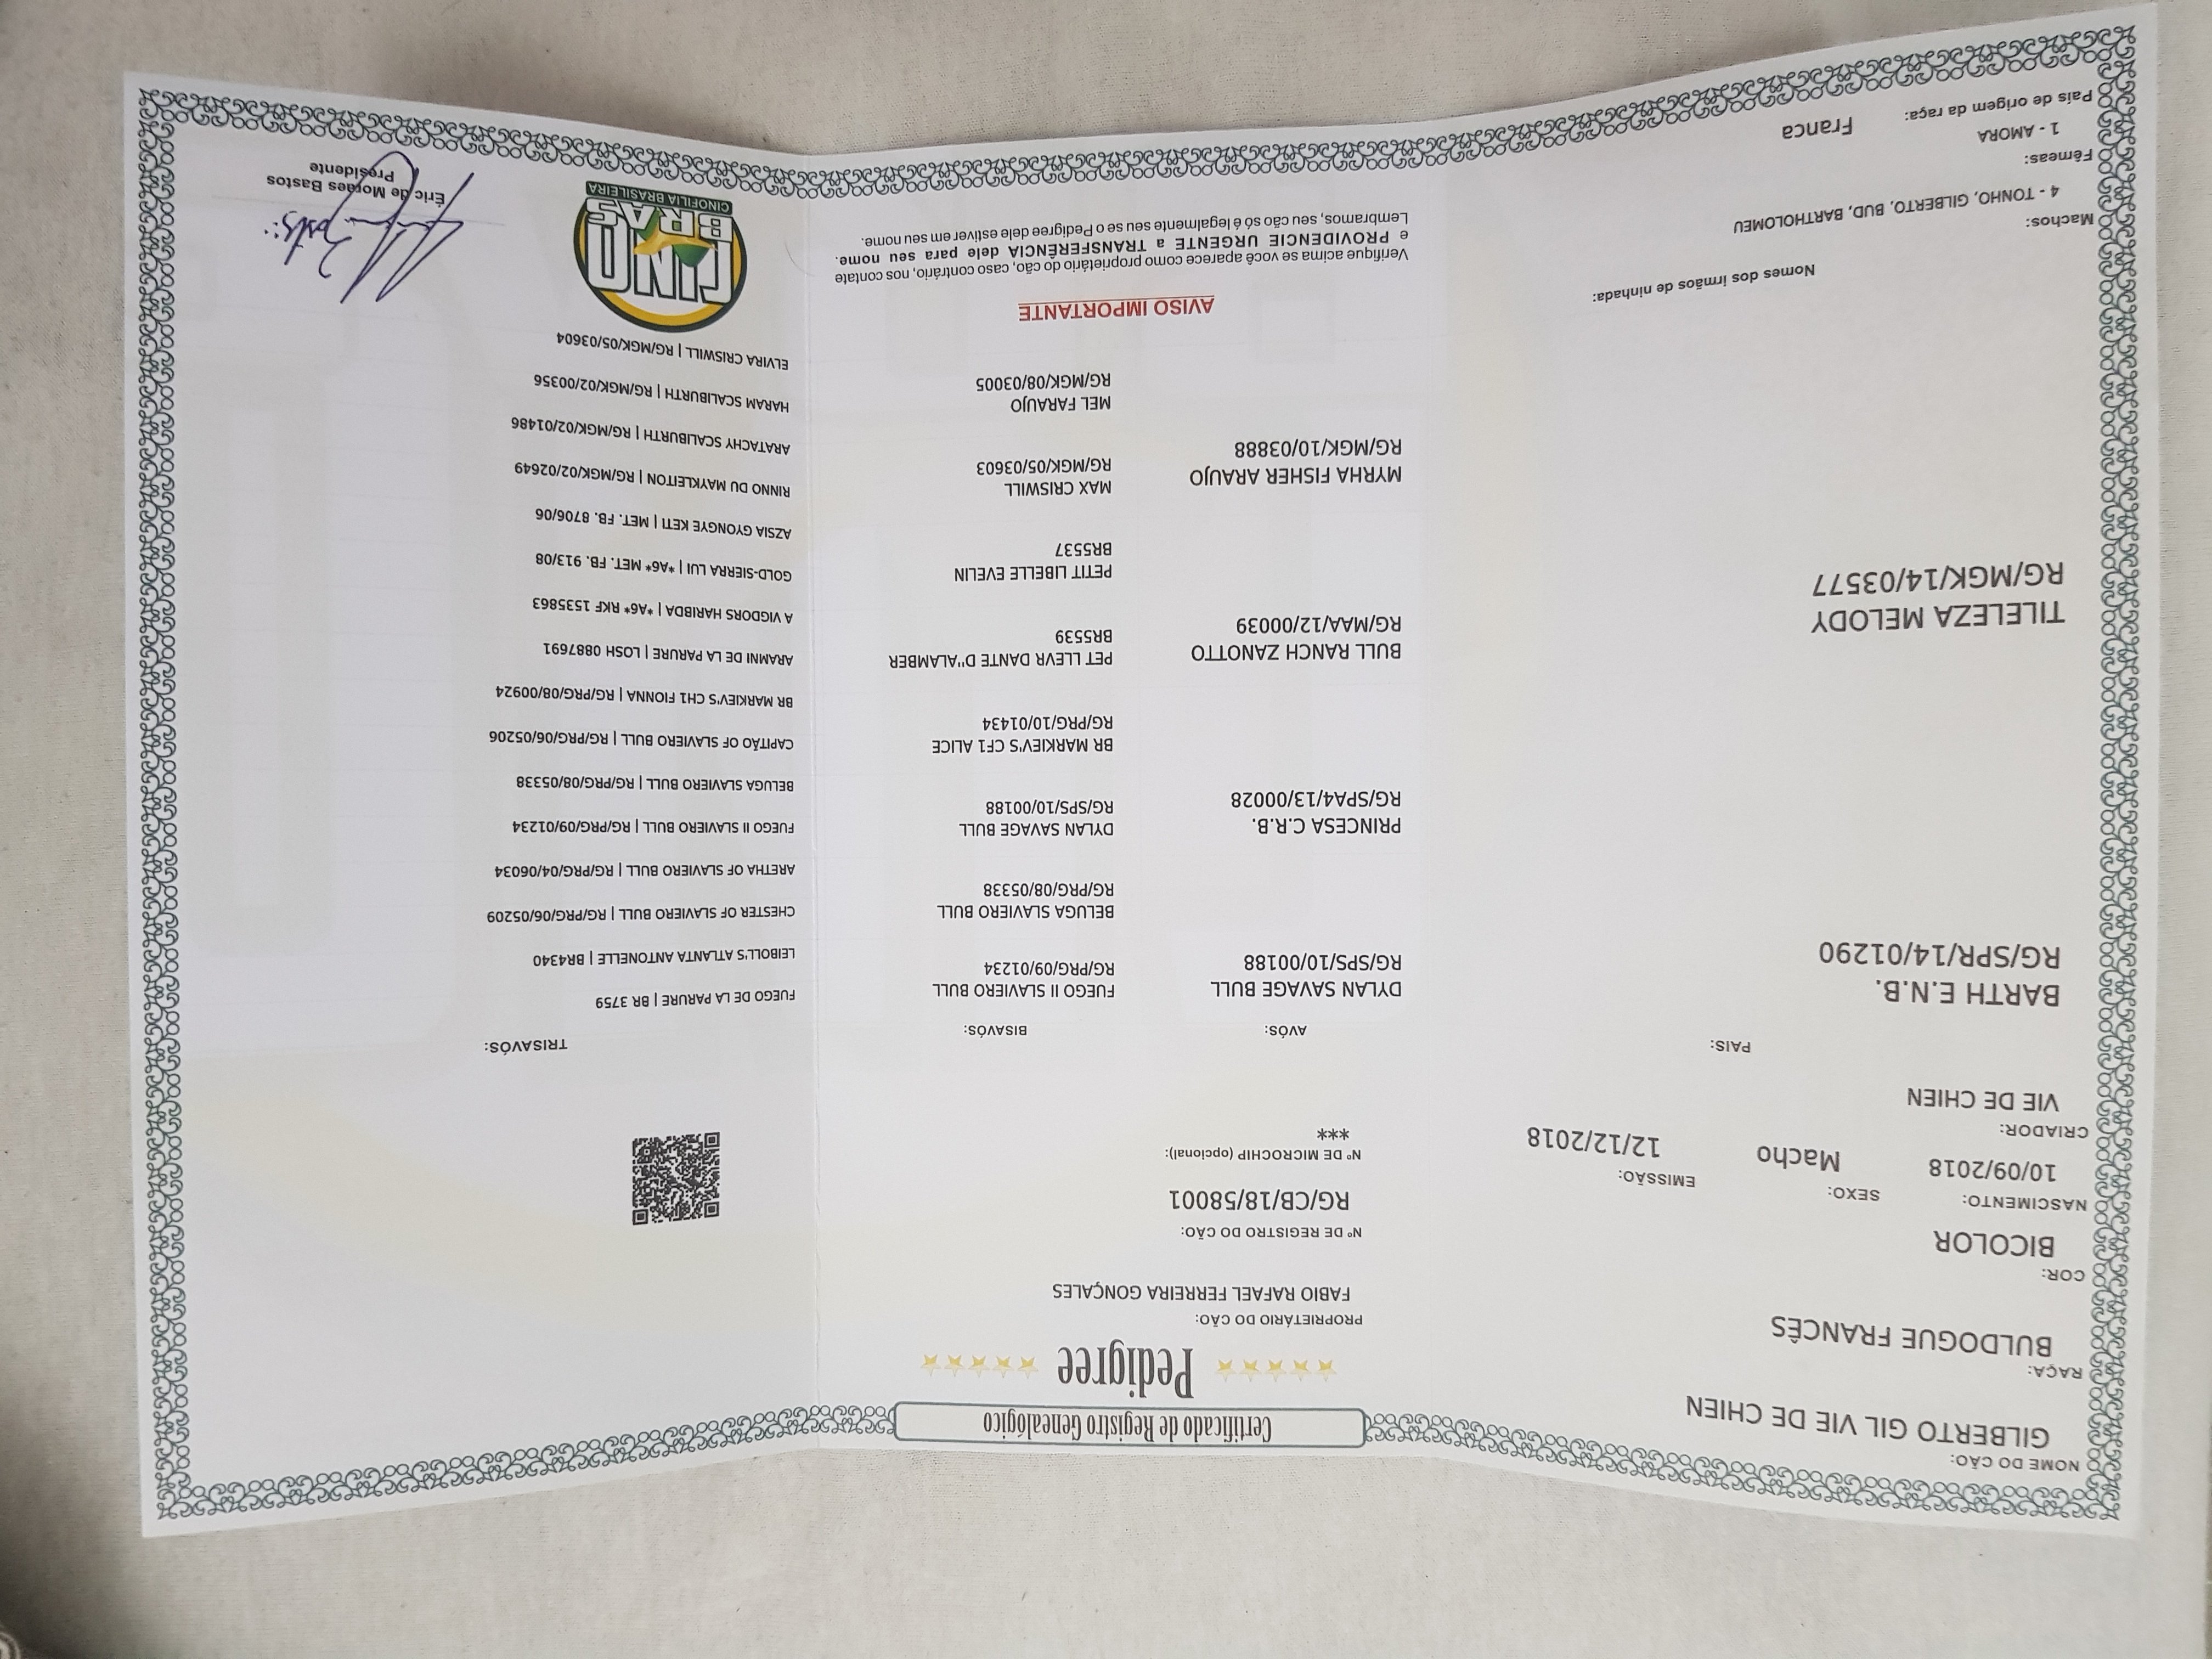 Certificado de Registro Genealógico
Pedigree
NOME DO CÃO:
GILBERTO GIL VIE DE CHIEN
RAÇA:
BULDOGUE FRANCÊS
COR:
BICOLOR
NASCIMENTO: SEXO: EMISSÃO:
10/09/2018 Macho 12/12/2018
CRIADOR:
VIE DE CHIEN
PROPRIETÁRIO DO CÃO:
FABIO RAFAEL FERREIRA GONÇALES
Nº DE REGISTRO DO CÃO:
RG/CB/18/58001
Nº DE MICROCHIP (opcional):
***
PAIS:
BARTH E.N.B.
RG/SPR/14/01290
TILELEZA MELODY
RG/MGK/14/03577
Nomes dos irmãos de ninhada:
Machos:
4 - TONHO, GILBERTO, BUD, BARTHOLOMEU
Fêmeas:
1 - AMORA
País de origem da raça: Franca
AVÓS:
DYLAN SAVAGE BULL
RG/SPS/10/00188
PRINCESA C.R.B.
RG/SPA4/13/00028
BULL RANCH ZANOTTO
RG/MAA/12/00039
MYRHA FISHER ARAUJO
RG/MGK/10/03888
BISAVÓS:
FUEGO II SLAVIERO BULL
RG/PRG/09/01234
BELUGA SLAVIERO BULL
RG/PRG/08/05338
DYLAN SAVAGE BULL
RG/SPS/10/00188
BR MARKIEV'S CF1 ALICE
RG/PRG/10/01434
PET LLEVR DANTE D''ALAMBER
BR5539
PETIT LIBELLE EVELIN
BR5537
MAX CRISWILL
RG/MGK/05/03603
MEL FARAUJO
RG/MGK/08/03005
AVISO IMPORTANTE
Verifique acima se você aparece como proprietário do cão, caso contrário, nos contate
e PROVIDENCIE URGENTE a TRANSFERÊNCIA dele para seu nome.
Lembramos, seu cão só é legalmente seu se o Pedigree dele estiver em seu nome.
TRISAVÓS:
FUEGO DE LA PARURE | BR 3759
LEIBOLL'S ATLANTA ANTONELLE | BR4340
CHESTER OF SLAVIERO BULL | RG/PRG/06/05209
ARETHA OF SLAVIERO BULL | RG/PRG/04/06034
FUEGO II SLAVIERO BULL | RG/PRG/09/01234
BELUGA SLAVIERO BULL | RG/PRG/08/05338
CAPITÃO OF SLAVIERO BULL | RG/PRG/06/05206
BR MARKIEV'S CH1 FIONNA | RG/PRG/08/00924
ARAMNI DE LA PARURE | LOSH 0887691
A VIGDORS HARIBDA | *A6* RKF 1535863
GOLD-SIERRA LUI | *A6* MET. FB. 913/08
AZSIA GYONGYE KETI | MET. FB. 8706/06
RINNO DU MAYKLEITON | RG/MGK/02/02649
ARATACHY SCALIBURTH | RG/MGK/02/01486
HARAM SCALIBURTH | RG/MGK/02/00356
ELVIRA CRISWILL | RG/MGK/05/03604
CINO
BRAS
CINOFILIA BRASILEIRA
Éric de Moraes Bastos
Presidente